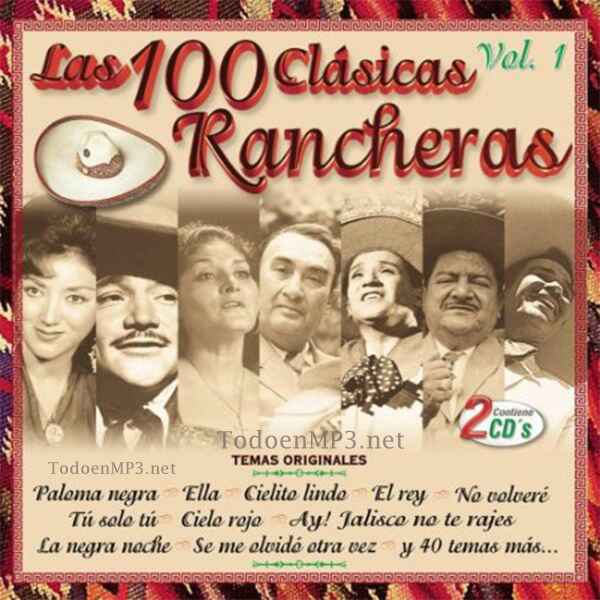 Las 100 Clásicas Vol. 1
Rancheras
2 Contiene CD's
TodoenMP3.net
TEMAS ORIGINALES
TodoenMP3.net
Paloma negra Ella Cielito lindo El rey No volveré
Tú solo tú Cielo rojo Ay! Jalisco no te rajes
La negra noche Se me olvidó otra vez y 40 temas más...